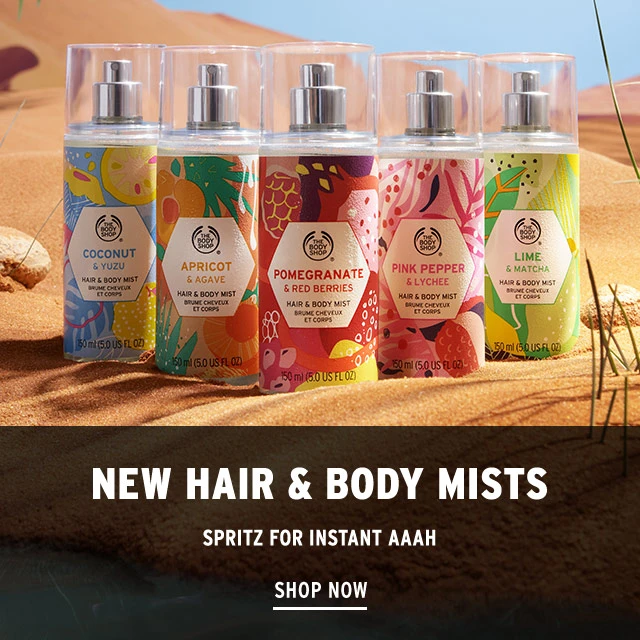 THE
BODY
SHOP
COCONUT
& YUZU
HAIR & BODY MIST
BRUME CHEVEUX
ET CORPS
150 ml (5.0 US FL OZ)
THE
BODY
SHOP
APRICOT
& AGAVE
HAIR & BODY MIST
BRUME CHEVEUX
ET CORPS
150 ml (5.0 US FL OZ)
THE
BODY
SHOP
POMEGRANATE
& RED BERRIES
HAIR & BODY MIST
BRUME CHEVEUX
ET CORPS
150 ml (5.0 US FL OZ)
THE
BODY
SHOP
PINK PEPPER
& LYCHEE
HAIR & BODY MIST
BRUME CHEVEUX
ET CORPS
150 ml (5.0 US FL OZ)
THE
BODY
SHOP
LIME
& MATCHA
HAIR & BODY MIST
BRUME CHEVEUX
ET CORPS
150 ml (5.0 US FL OZ)
NEW HAIR & BODY MISTS
SPRITZ FOR INSTANT AAAH
SHOP NOW